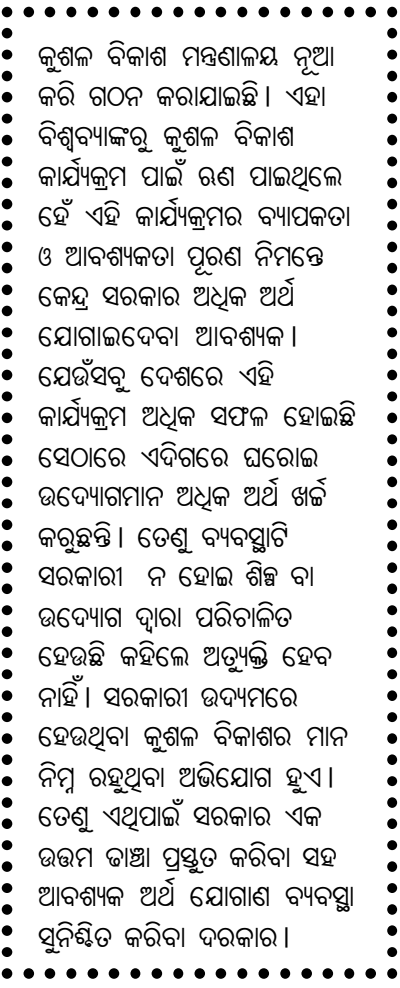 କୁଶଳ ବିକାଶ ମନ୍ତ୍ରଣାଳୟ ନୂଆ
କରି ଗଠନ କରାଯାଇଛି। ଏହା
ବିଶ୍ୱବ୍ୟାଙ୍କରୁ କୁଶଳ ବିକାଶ
କାର୍ଯ୍ୟକ୍ରମ ପାଇଁ ଋଣ ପାଇଥିଲେ
ହେଁ ଏହି କାର୍ଯ୍ୟକ୍ରମର ବ୍ୟାପକତା
ଓ ଆବଶ୍ୟକତା ପୂରଣ ନିମନ୍ତେ
କେନ୍ଦ୍ର ସରକାର ଅଧିକ ଅର୍ଥ
ଯୋଗାଇଦେବା ଆବଶ୍ୟକ।
ଯେଉଁସବୁ ଦେଶରେ ଏହି
କାର୍ଯ୍ୟକ୍ରମ ଅଧିକ ସଫଳ ହୋଇଛି
ସେଠାରେ ଏଦିଗରେ ଘରୋଇ
ଉଦ୍ୟୋଗମାନ ଅଧିକ ଅର୍ଥ ଖର୍ଚ୍ଚ
କରୁଛନ୍ତି। ତେଣୁ ବ୍ୟବସ୍ଥାଟି
ସରକାରୀ ନ ହୋଇ ଶିଳ୍ପ ବା
ଉଦ୍ୟୋଗ ଦ୍ୱାରା ପରିଚାଳିତ
ହେଉଛି କହିଲେ ଅତ୍ୟୁକ୍ତି ହେବ
ନାହିଁ। ସରକାରୀ ଉଦ୍ୟମରେ
ହେଉଥିବା କୁଶଳ ବିକାଶର ମାନ
ନିମ୍ନ ରହୁଥିବା ଅଭିଯୋଗ ହୁଏ।
ତେଣୁ ଏଥିପାଇଁ ସରକାର ଏକ
ଉତ୍ତମ ଢାଞ୍ଚା ପ୍ରସ୍ତୁତ କରିବା ସହ
ଆବଶ୍ୟକ ଅର୍ଥ ଯୋଗାଣ ବ୍ୟବସ୍ଥା
ସୁନିଶ୍ଚିତ କରିବା ଦରକାର।